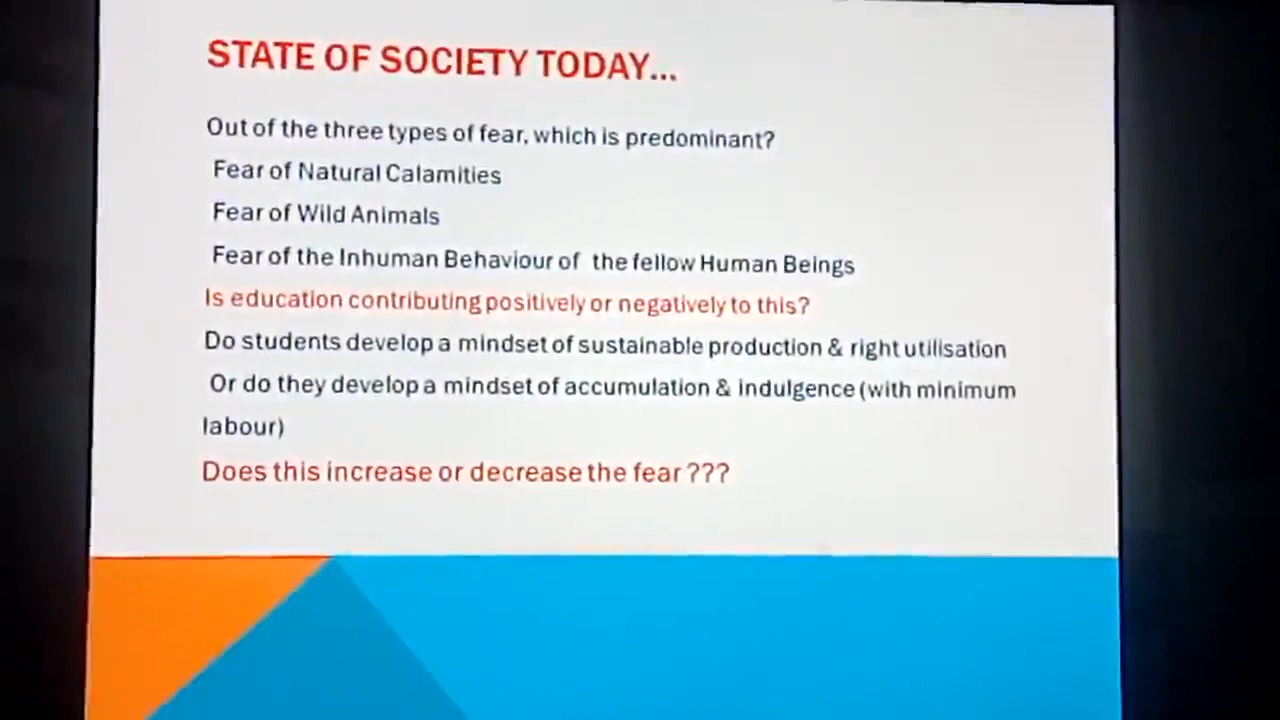 STATE OF SOCIETY TODAY...
Out of the three types of fear, which is predominant?
Fear of Natural Calamities
Fear of Wild Animals
Fear of the Inhuman Behaviour of the fellow Human Beings
Is education contributing positively or negatively to this?
Do students develop a mindset of sustainable production & right utilisation
Or do they develop a mindset of accumulation & indulgence (with minimum
labour)
Does this increase or decrease the fear ???